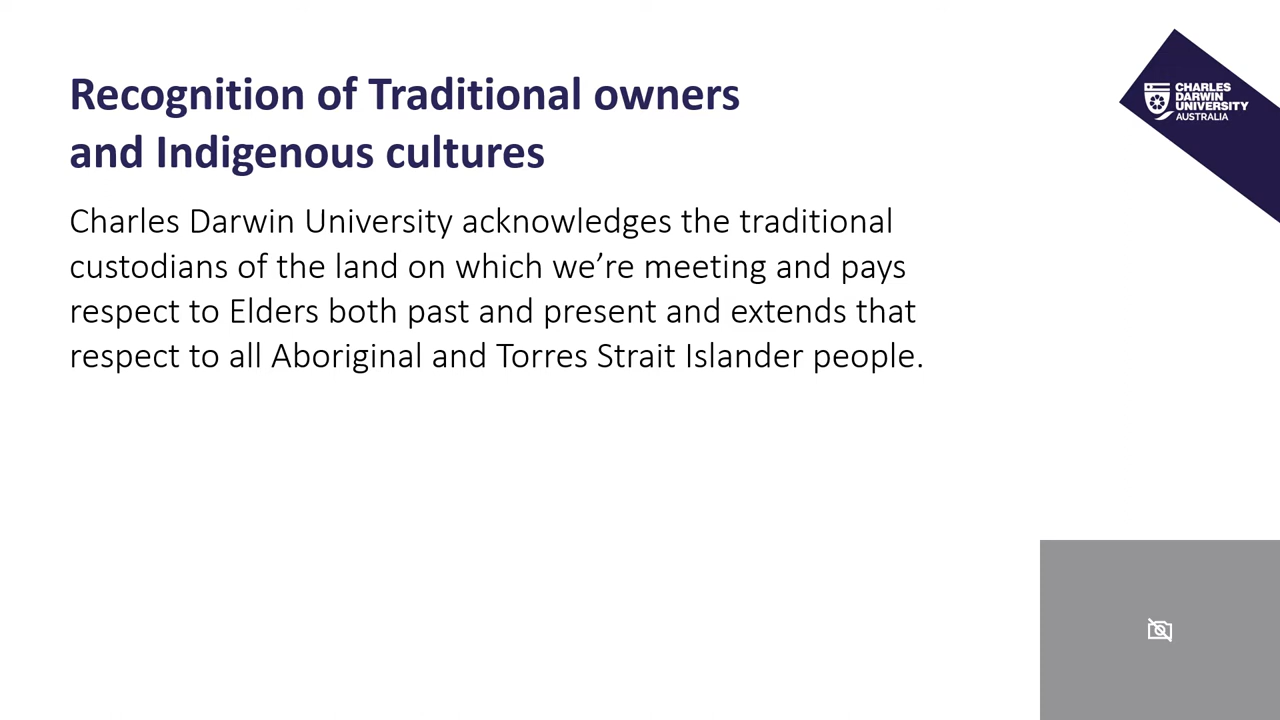 Recognition of Traditional owners
and Indigenous cultures
CHARLES
DARWIN
UNIVERSITY
AUSTRALIA
Charles Darwin University acknowledges the traditional
custodians of the land on which we’re meeting and pays
respect to Elders both past and present and extends that
respect to all Aboriginal and Torres Strait Islander people.